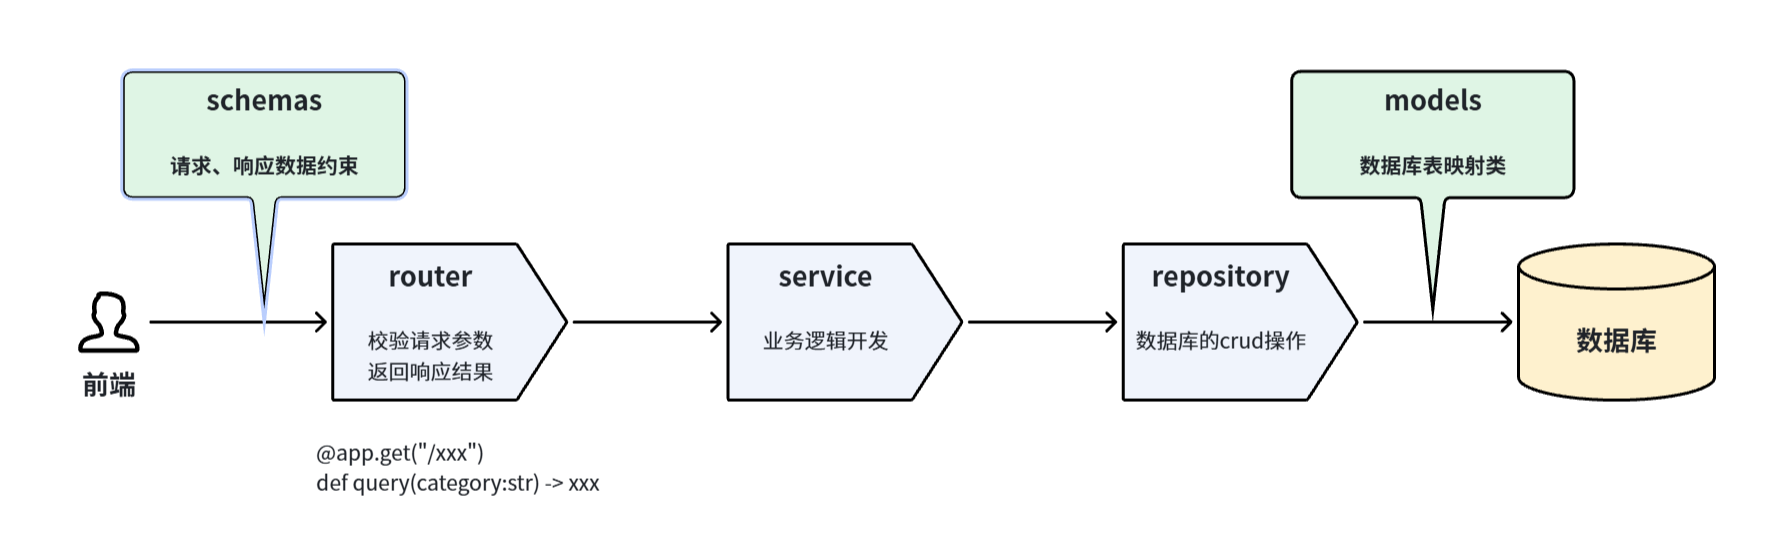 schemas
请求、响应数据约束
models
数据库表映射类
router
校验请求参数
返回响应结果
service
业务逻辑开发
repository
数据库的crud操作
数据库
前端
@app.get("/xxx")
def query(category:str) -> xxx